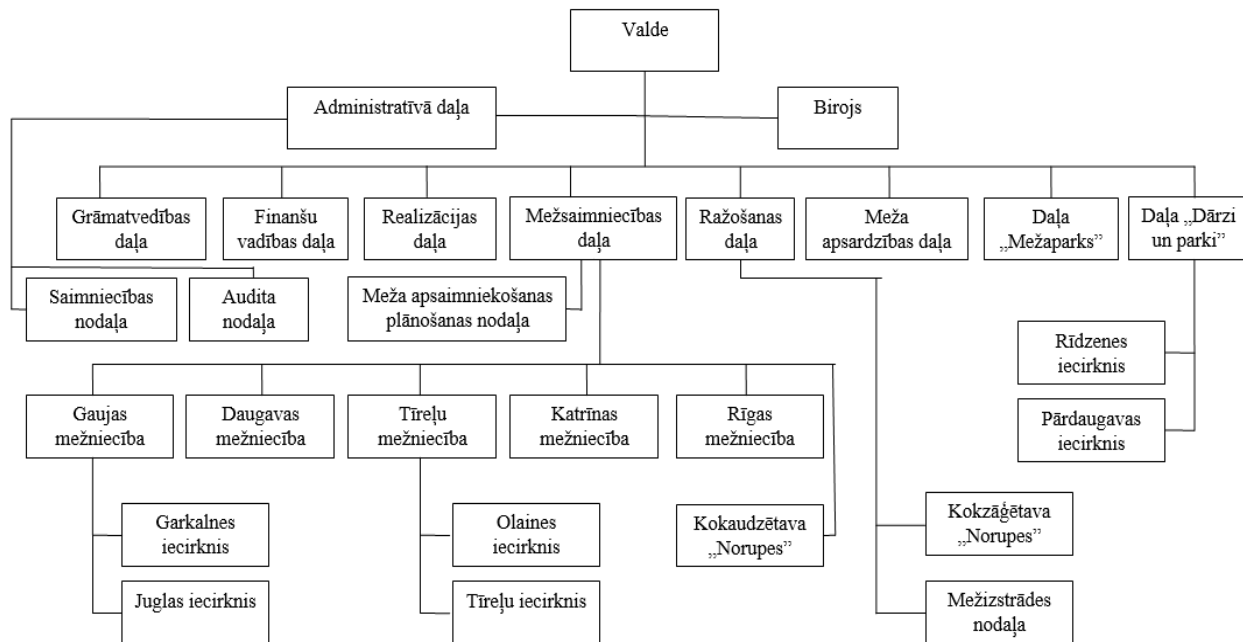 Valde
Administratīvā daļa
Birojs
Grāmatvedības
daļa
Finanšu
vadības daļa
Realizācijas
daļa
Mežsaimniecības
daļa
Ražošanas
daļa
Meža
apsardzības daļa
Daļa
„Mežaparks”
Daļa „Dārzi
un parki”
Saimniecības
nodaļa
Audita
nodaļa
Meža apsaimniekošanas
plānošanas nodaļa
Rīdzenes
iecirknis
Pārdaugavas
iecirknis
Gaujas
mežniecība
Daugavas
mežniecība
Tīreļu
mežniecība
Katrīnas
mežniecība
Rīgas
mežniecība
Garkalnes
iecirknis
Olaines
iecirknis
Kokaudzētava
„Norupes”
Kokzāģētava
„Norupes”
Juglas iecirknis
Tīreļu iecirknis
Mežizstrādes
nodaļa